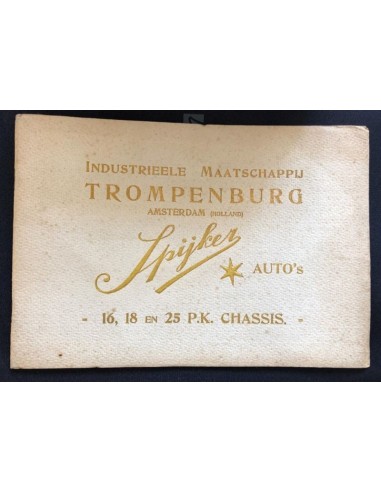 INDUSTRIEELE MAATSCHAPPIJ
TROMPENBURG
AMSTERDAM (HOLLAND)
Spijker
AUTO's
- 16, 18 EN 25 P.K. CHASSIS. -